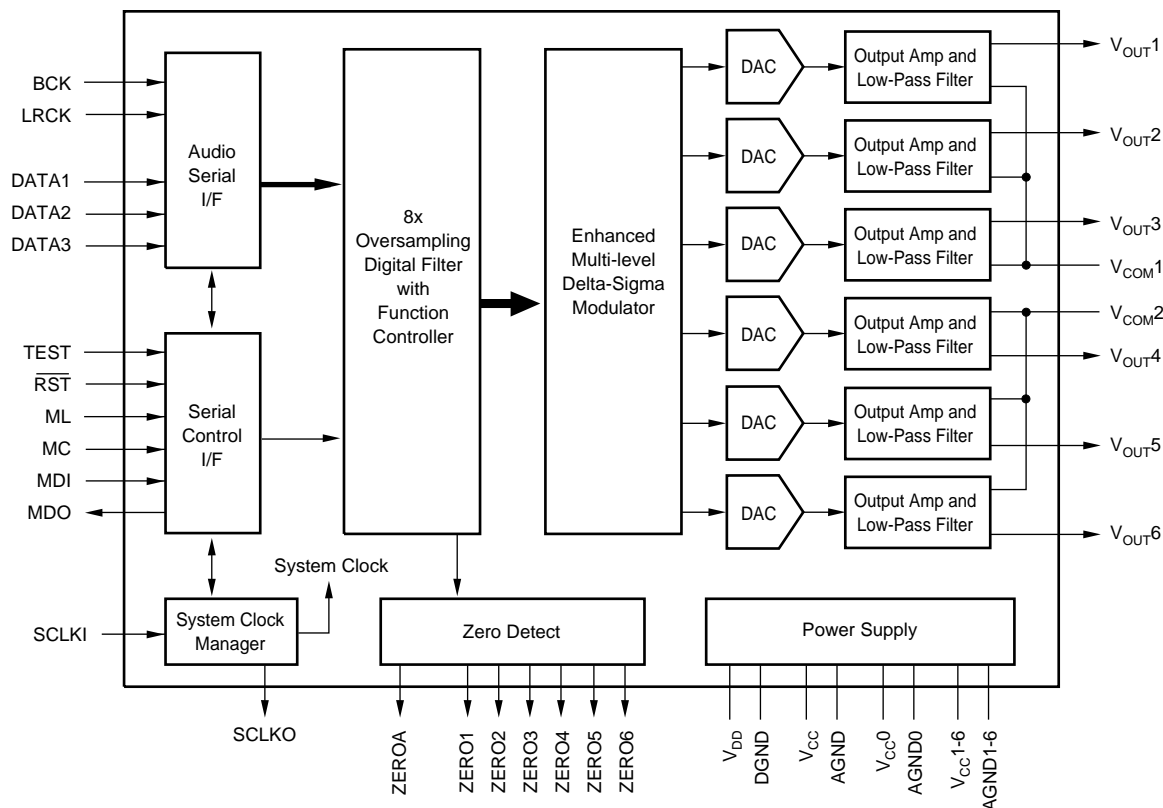 BCK
LRCK
DATA1
DATA2
DATA3
TEST
RST
ML
MC
MDI
MDO
SCLKI
Audio
Serial
I/F
Serial
Control
I/F
System Clock
Manager
System Clock
SCLKO
8x
Oversampling
Digital Filter
with
Function
Controller
Enhanced
Multi-level
Delta-Sigma
Modulator
DAC
Output Amp and
Low-Pass Filter
DAC
Output Amp and
Low-Pass Filter
DAC
Output Amp and
Low-Pass Filter
DAC
Output Amp and
Low-Pass Filter
DAC
Output Amp and
Low-Pass Filter
DAC
Output Amp and
Low-Pass Filter
VOUT1
VOUT2
VOUT3
VCOM1
VCOM2
VOUT4
VOUT5
VOUT6
Zero Detect
ZEROA
ZERO1
ZERO2
ZERO3
ZERO4
ZERO5
ZERO6
Power Supply
VDD
DGND
VCC
AGND
VCC0
AGND0
VCC1-6
AGND1-6